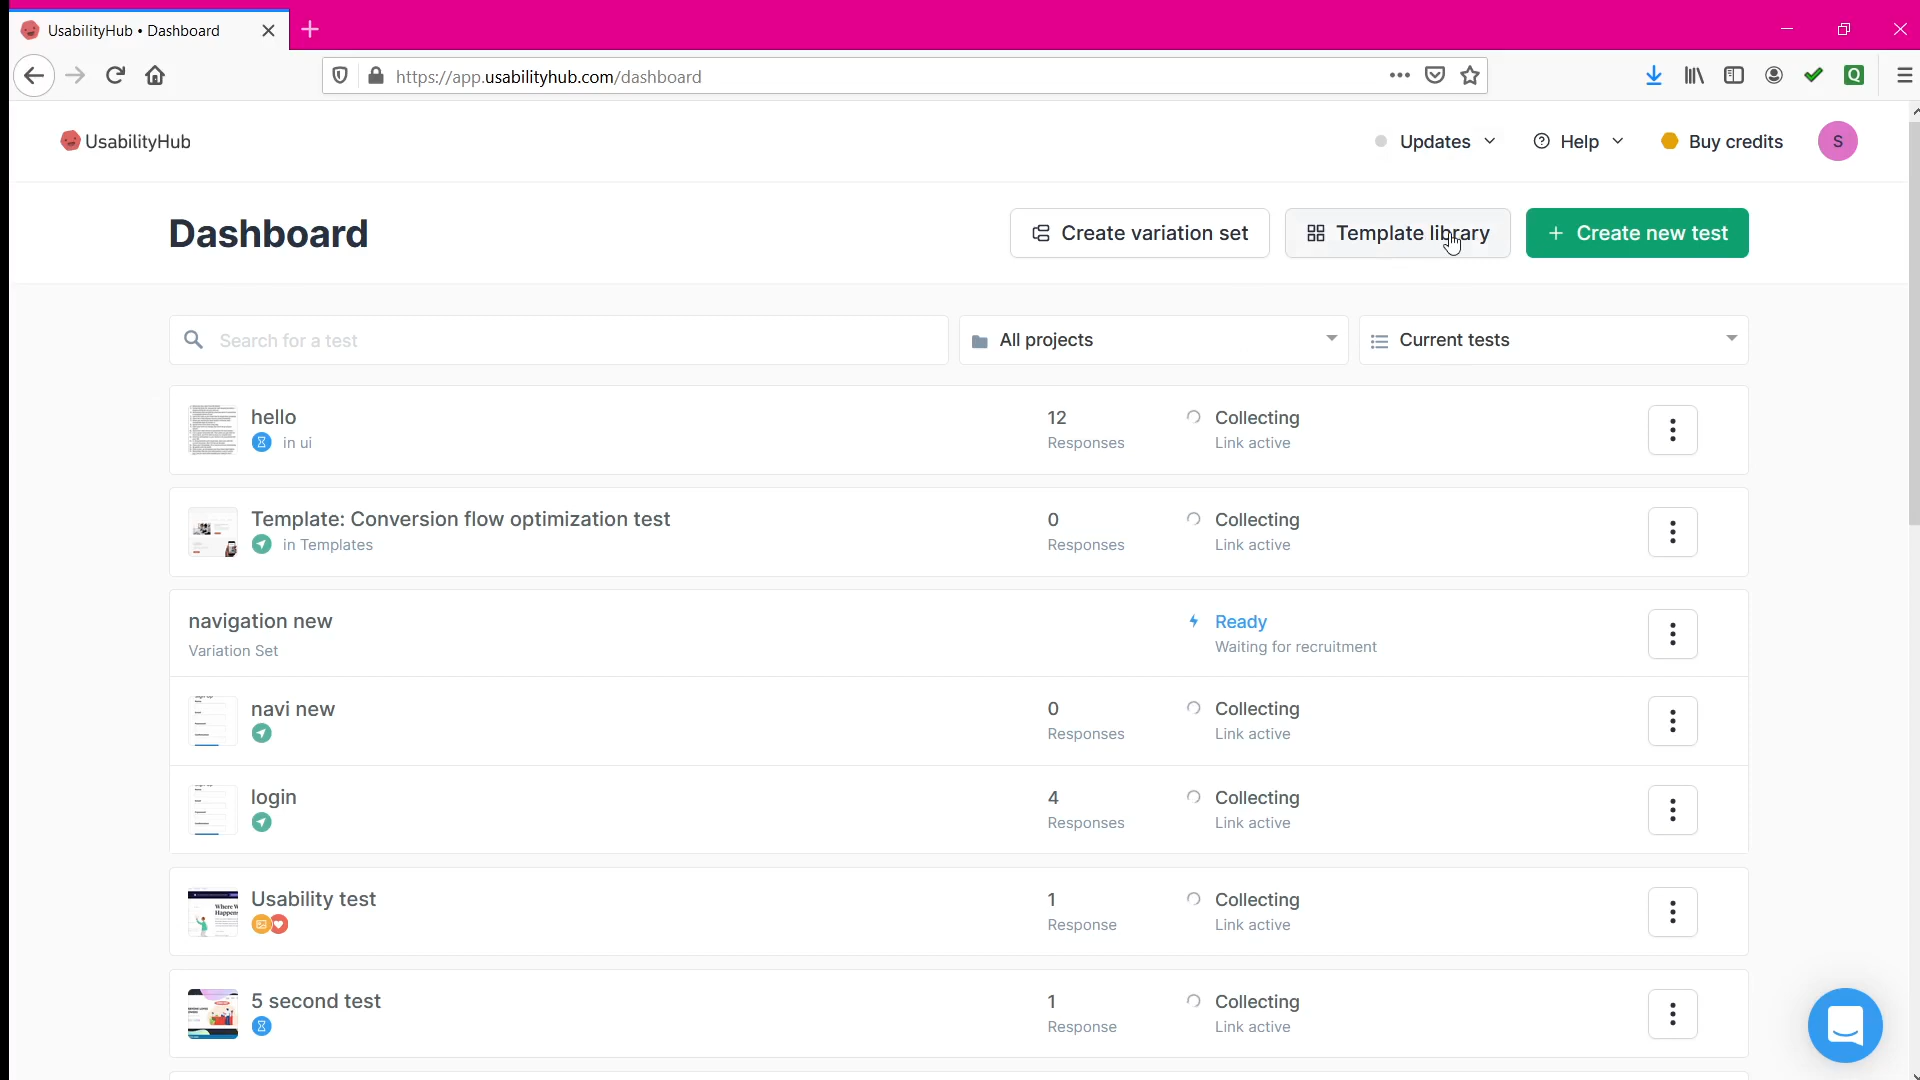 UsabilityHub • Dashboard
https://app.usabilityhub.com/dashboard
UsabilityHub
Updates
Help
Buy credits
S
Dashboard
Create variation set
Template library
+ Create new test
Search for a test
All projects
Current tests
hello
in ui
12
Responses
Collecting
Link active
Template: Conversion flow optimization test
in Templates
0
Responses
Collecting
Link active
navigation new
Variation Set
Ready
Waiting for recruitment
navi new
0
Responses
Collecting
Link active
login
4
Responses
Collecting
Link active
Usability test
1
Response
Collecting
Link active
5 second test
1
Response
Collecting
Link active